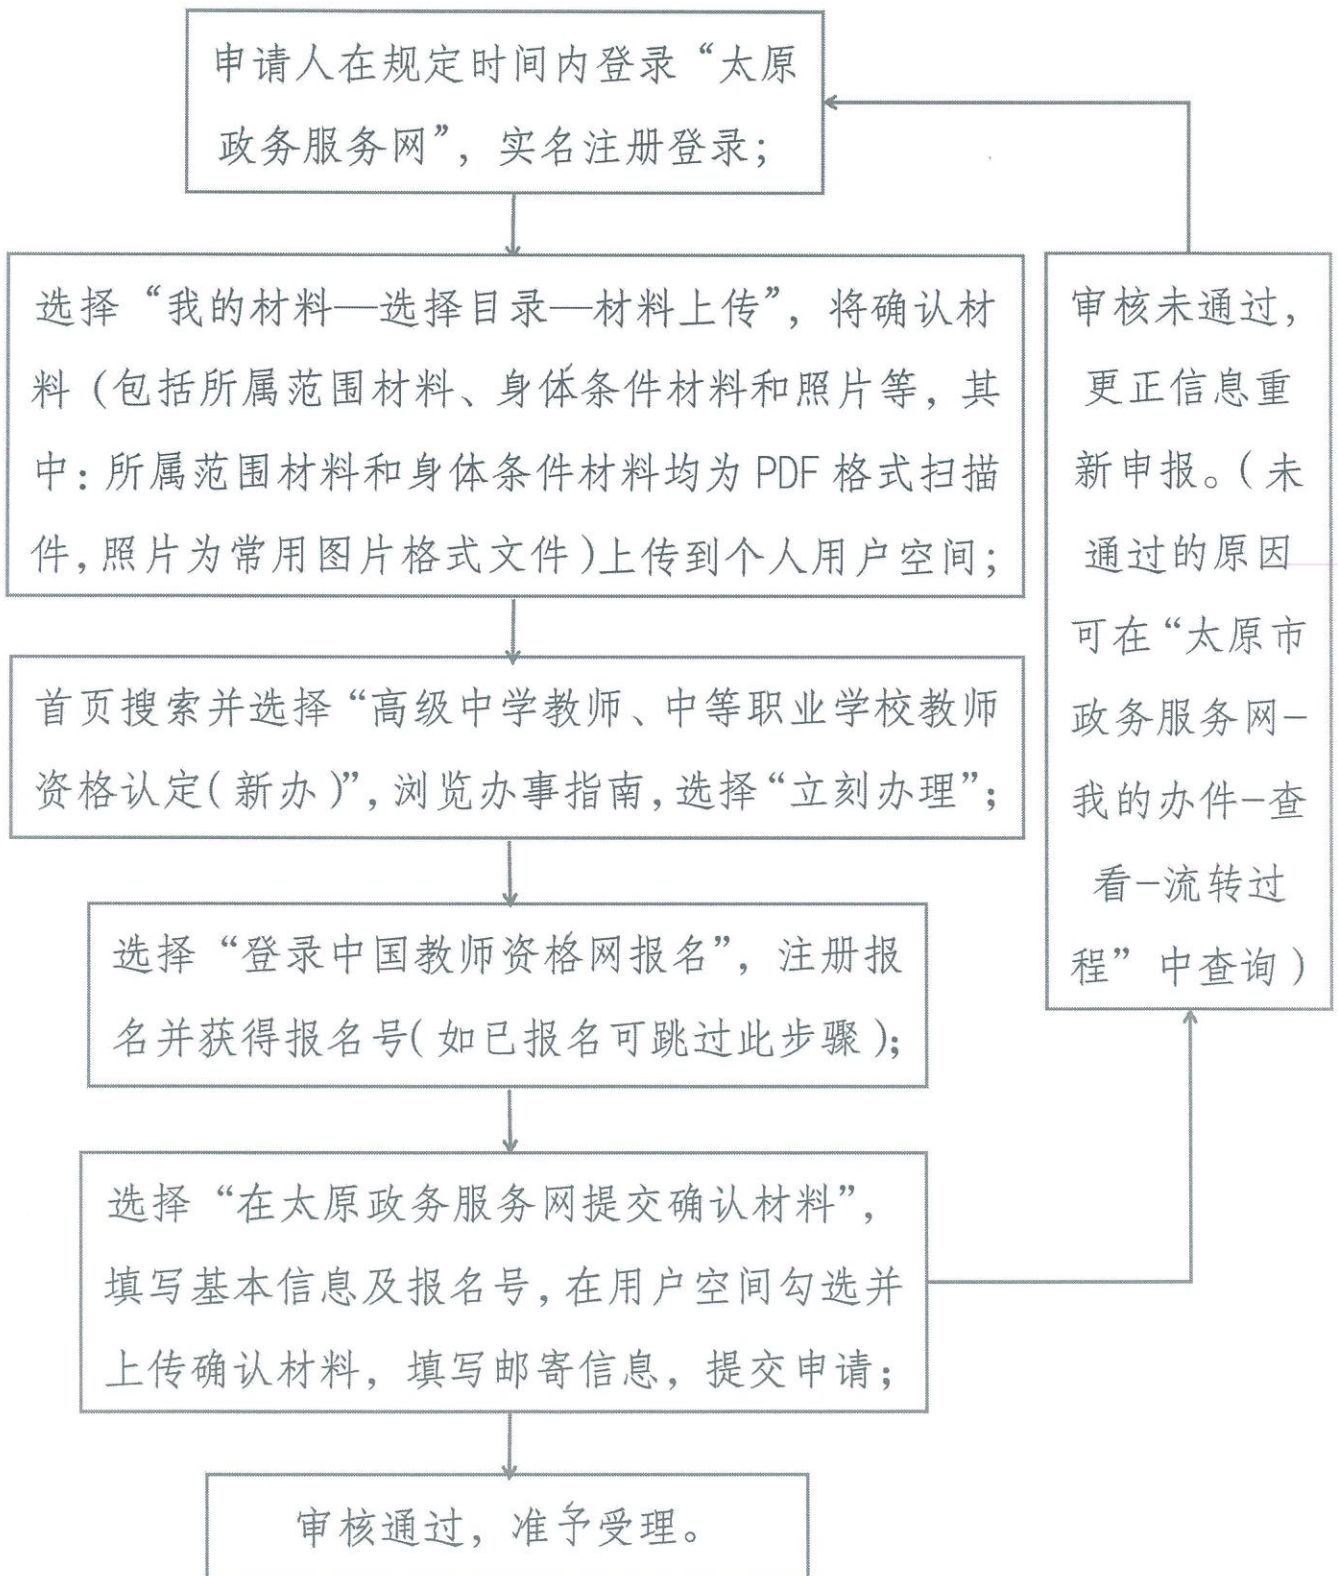 申请人在规定时间内登录“太原
政务服务网”，实名注册登录；
选择“我的材料—选择目录—材料上传”，将确认材
料（包括所属范围材料、身体条件材料和照片等，其
中：所属范围材料和身体条件材料均为 PDF 格式扫描
件，照片为常用图片格式文件）上传到个人用户空间；
首页搜索并选择“高级中学教师、中等职业学校教师
资格认定（新办）”，浏览办事指南，选择“立刻办理”；
选择“登录中国教师资格网报名”，注册报
名并获得报名号（如已报名可跳过此步骤）；
选择“在太原政务服务网提交确认材料”，
填写基本信息及报名号，在用户空间勾选并
上传确认材料，填写邮寄信息，提交申请；
审核通过，准予受理。
审核未通过，
更正信息重
新申报。（未
通过的原因
可在“太原市
政务服务网-
我的办件-查
看-流转过
程”中查询）